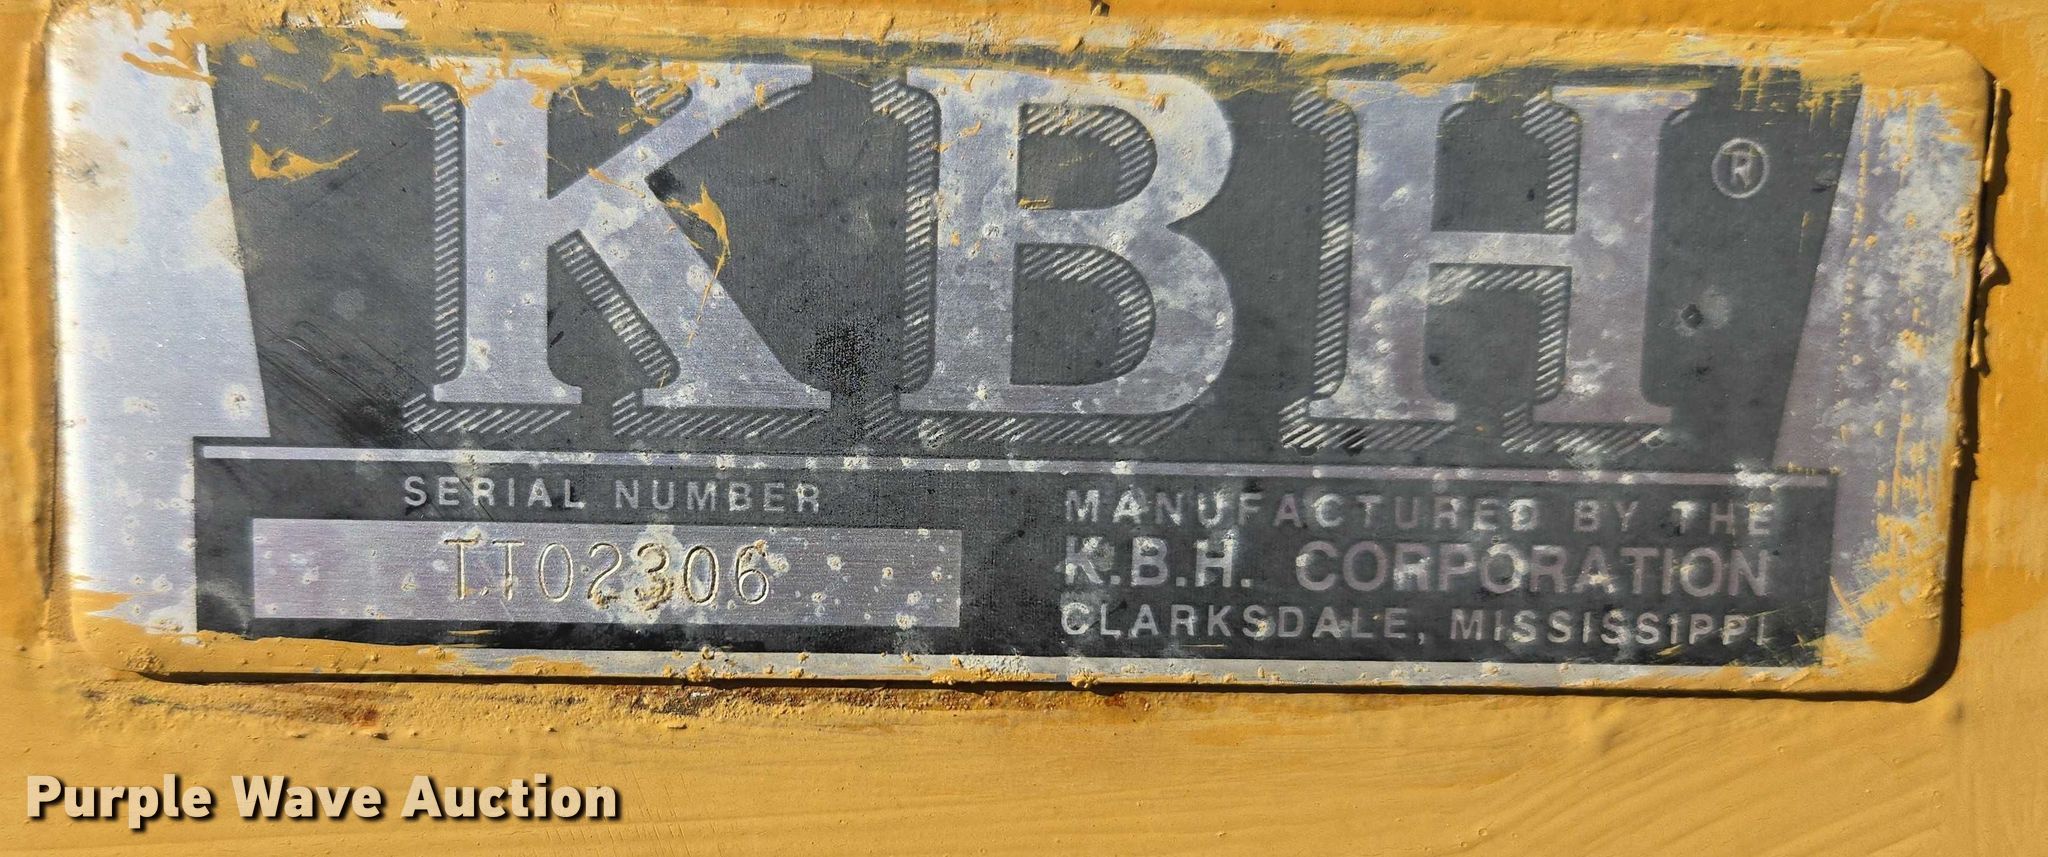 KBH®
SERIAL NUMBER
TT02306
MANUFACTURED BY THE
K.B.H. CORPORATION
CLARKSDALE, MISSISSIPPI
Purple Wave Auction